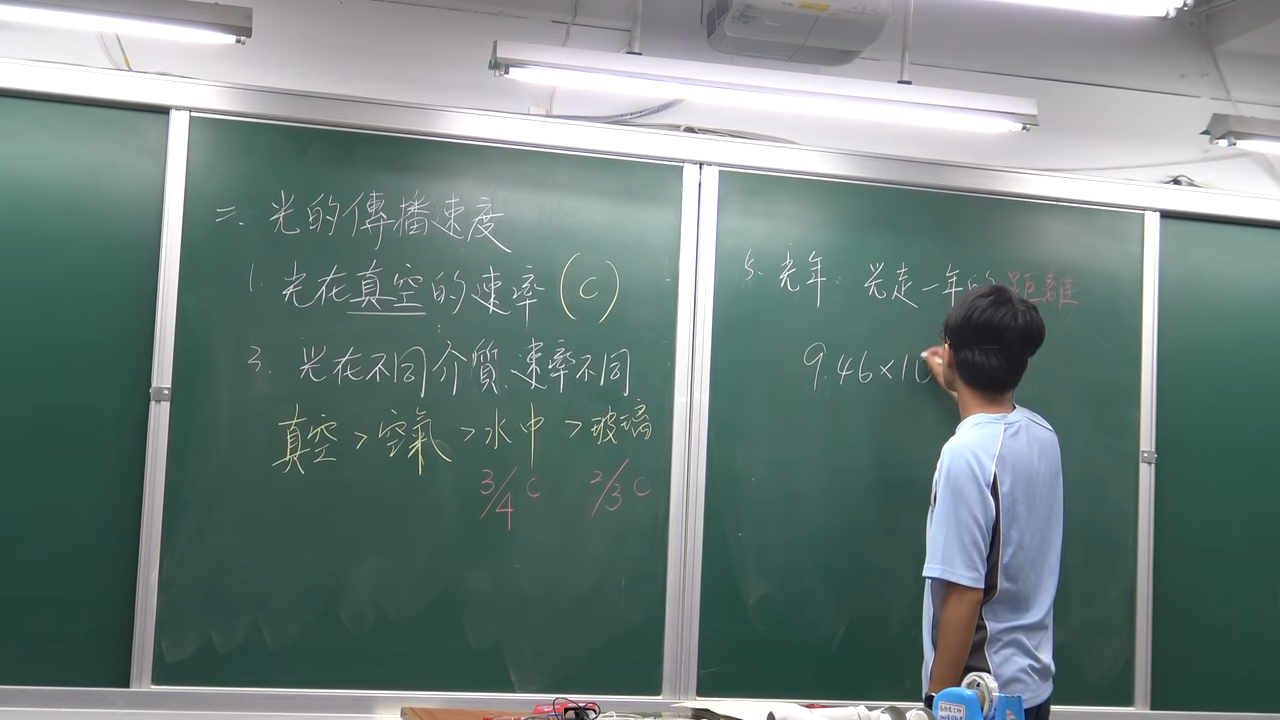 二. 光的傳播速度
1. 光在真空的速率 (C)
3. 光在不同介質,速率不同
真空 > 空氣 > 水中 > 玻璃
3/4 C 2/3 C
5. 光年: 光走一年的距離
9.46×10